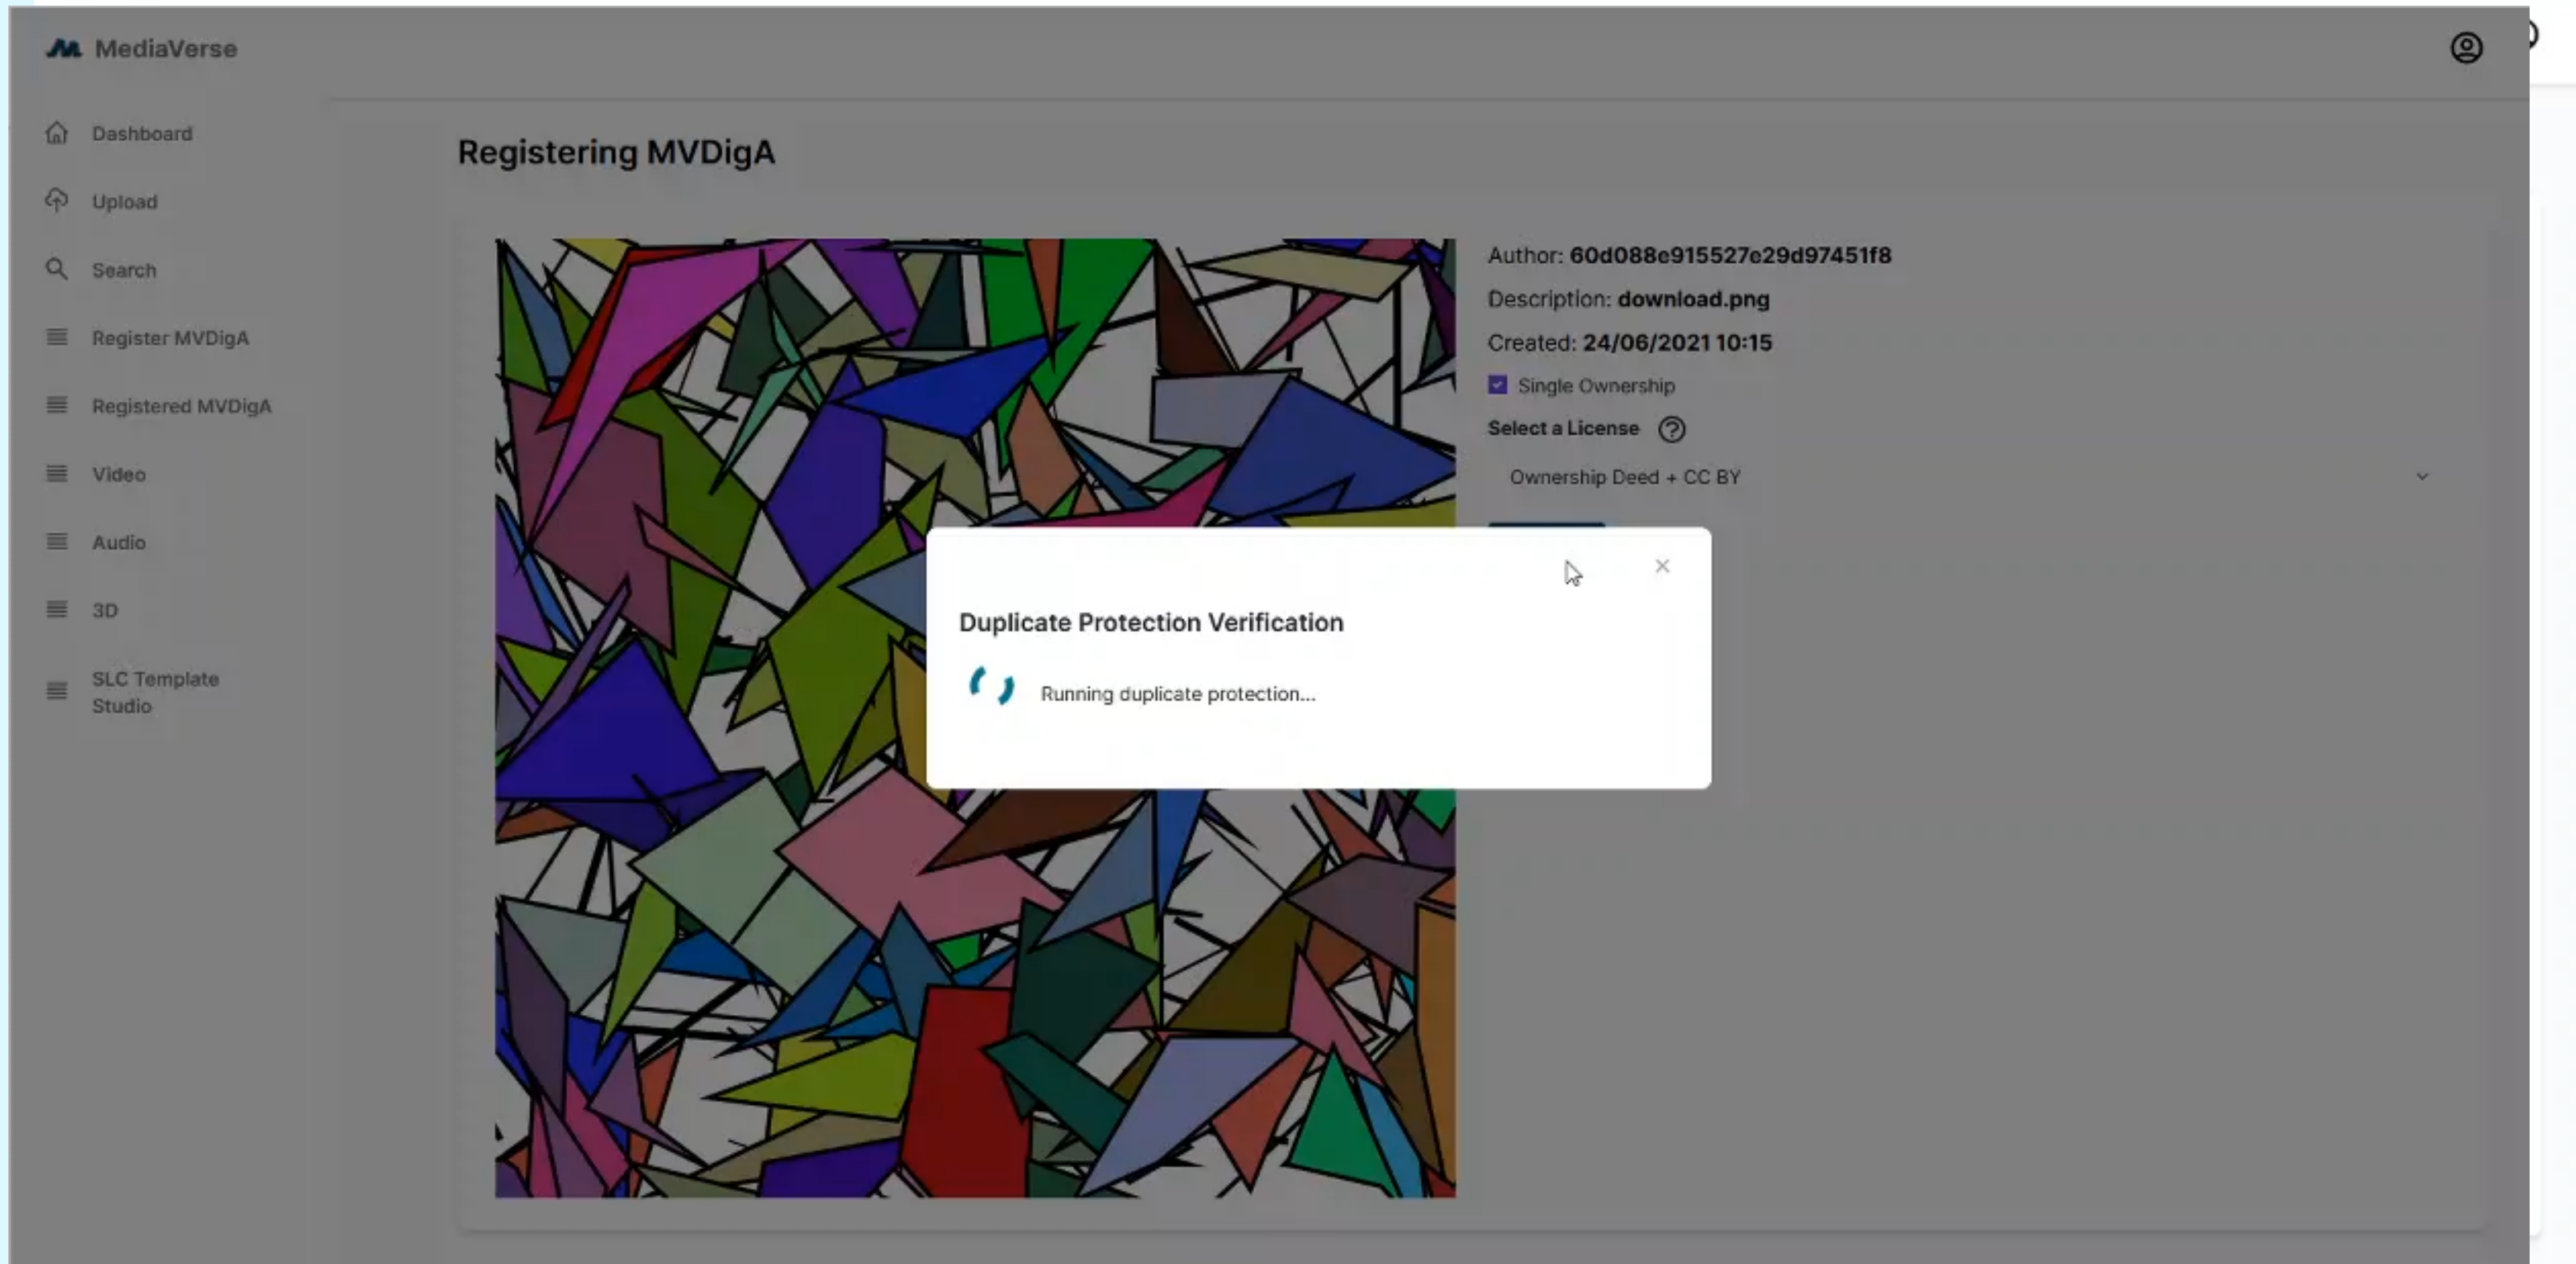 MediaVerse
Dashboard
Upload
Search
Register MVDigA
Registered MVDigA
Video
Audio
3D
SLC Template
Studio
Registering MVDigA
Author: 60d088e915527e29d97451f8
Description: download.png
Created: 24/06/2021 10:15
Single Ownership
Select a License
Ownership Deed + CC BY
Duplicate Protection Verification
Running duplicate protection...